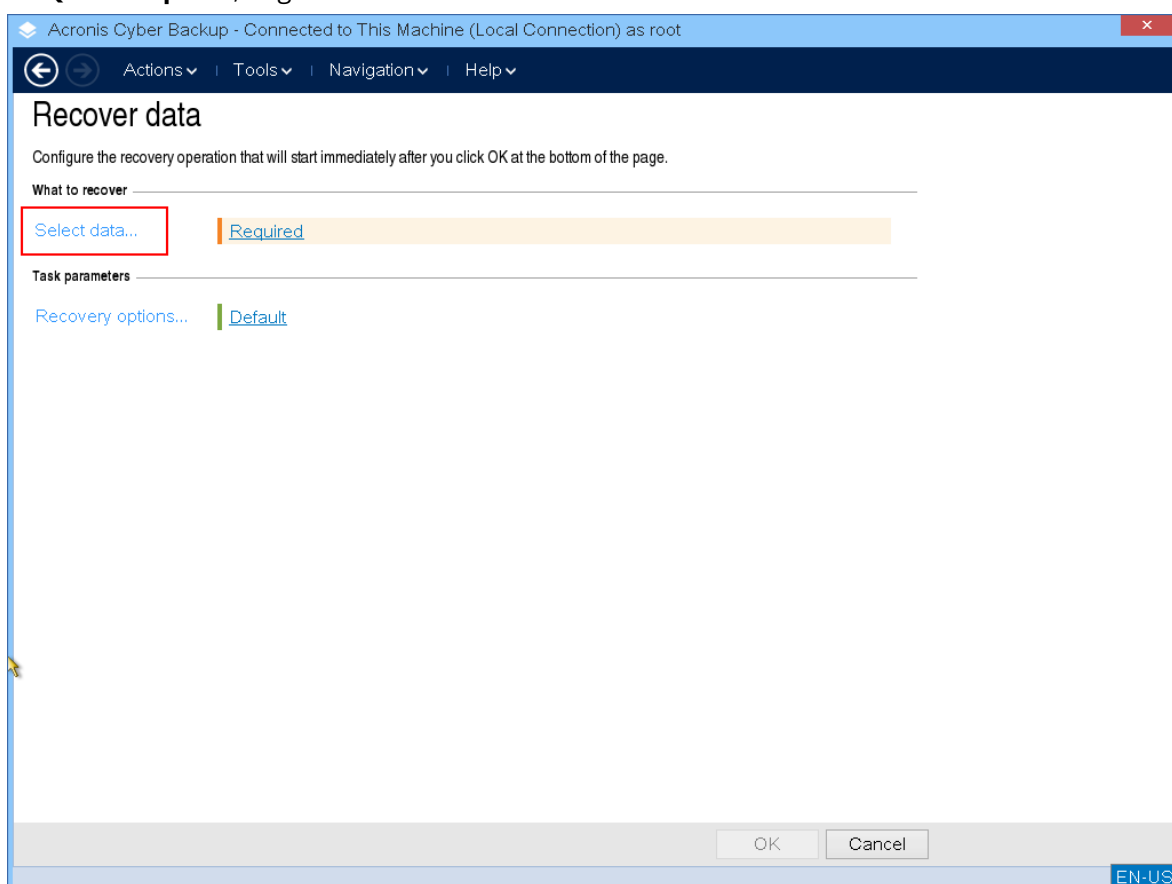 Acronis Cyber Backup - Connected to This Machine (Local Connection) as root
Actions Tools Navigation Help
Recover data
Configure the recovery operation that will start immediately after you click OK at the bottom of the page.
What to recover
Select data... Required
Task parameters
Recovery options... Default
OK Cancel
EN-US